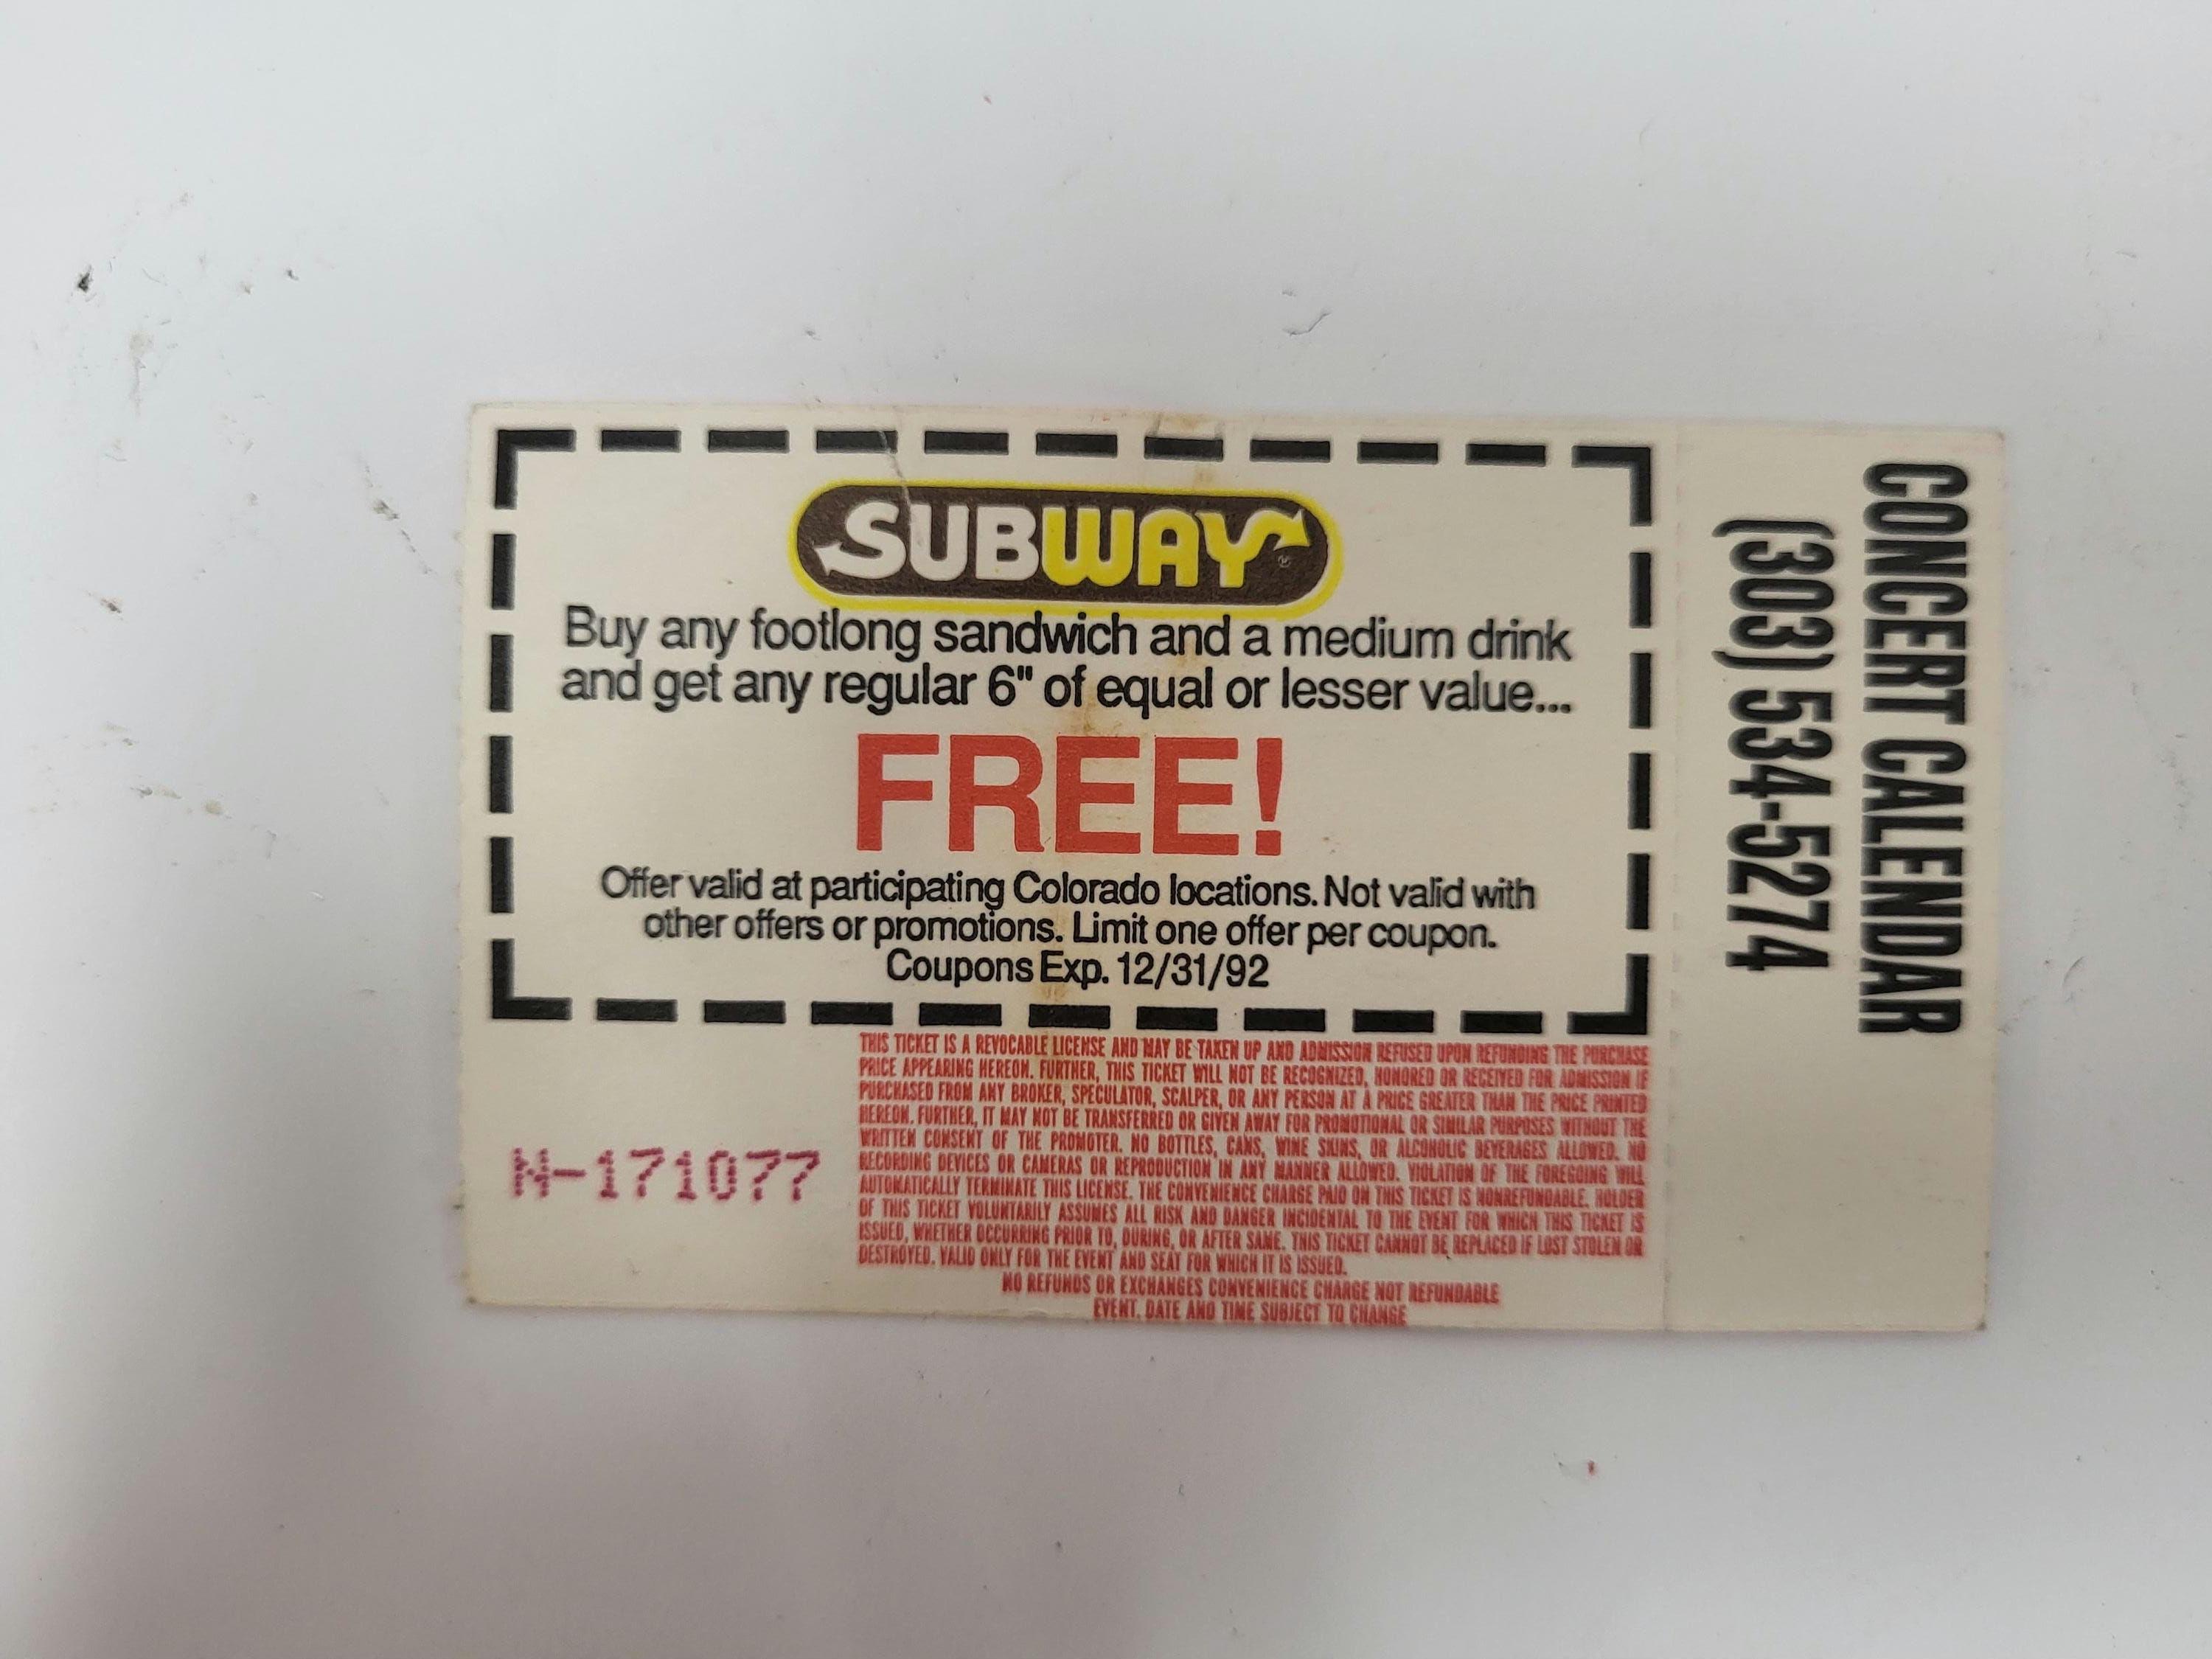 SUBWAY
Buy any footlong sandwich and a medium drink
and get any regular 6" of equal or lesser value...
FREE!
Offer valid at participating Colorado locations. Not valid with
other offers or promotions. Limit one offer per coupon.
Coupons Exp. 12/31/92
N-171077
THIS TICKET IS A REVOCABLE LICENSE AND MAY BE TAKEN UP AND ADMISSION REFUSED UPON REFUNDING THE PURCHASE
PRICE APPEARING HEREON. FURTHER, THIS TICKET WILL NOT BE RECOGNIZED, HONORED OR RECEIVED FOR ADMISSION IF
PURCHASED FROM ANY BROKER, SPECULATOR, SCALPER, OR ANY PERSON AT A PRICE GREATER THAN THE PRICE PRINTED
HEREON. FURTHER, IT MAY NOT BE TRANSFERRED OR GIVEN AWAY FOR PROMOTIONAL OR SIMILAR PURPOSES WITHOUT THE
WRITTEN CONSENT OF THE PROMOTER. NO BOTTLES, CANS, WINE SKINS, OR ALCOHOLIC BEVERAGES ALLOWED. NO
RECORDING DEVICES OR CAMERAS OR REPRODUCTION IN ANY MANNER ALLOWED. VIOLATION OF THE FOREGOING WILL
AUTOMATICALLY TERMINATE THIS LICENSE. THE CONVENIENCE CHARGE PAID ON THIS TICKET IS NONREFUNDABLE. HOLDER
OF THIS TICKET VOLUNTARILY ASSUMES ALL RISK AND DANGER INCIDENTAL TO THE EVENT FOR WHICH THIS TICKET IS
ISSUED, WHETHER OCCURRING PRIOR TO, DURING, OR AFTER SAME. THIS TICKET CANNOT BE REPLACED IF LOST STOLEN OR
DESTROYED. VALID ONLY FOR THE EVENT AND SEAT FOR WHICH IT IS ISSUED.
NO REFUNDS OR EXCHANGES CONVENIENCE CHARGE NOT REFUNDABLE
EVENT, DATE AND TIME SUBJECT TO CHANGE
CONCERT CALENDAR
(303) 534-5274